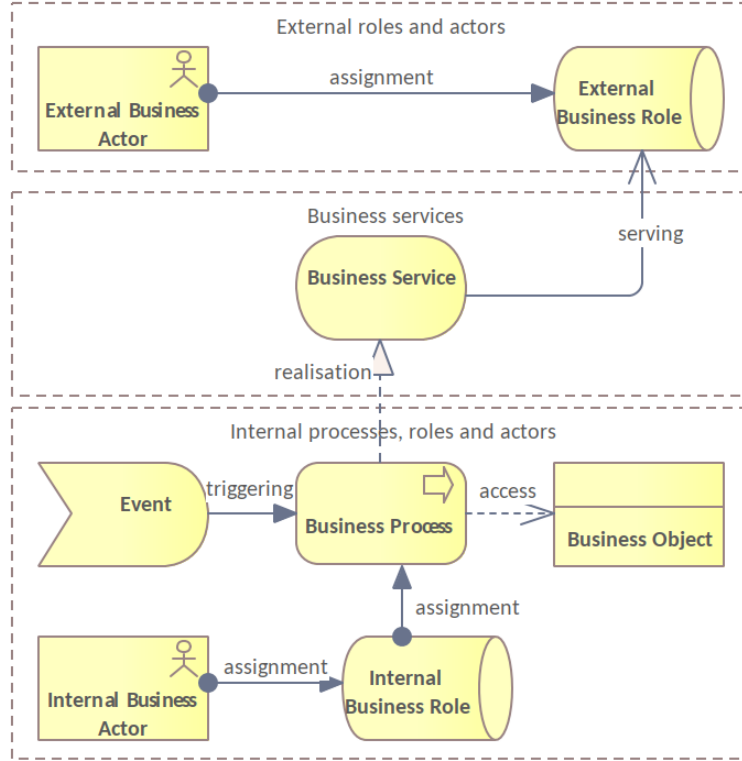 External roles and actors
External Business
Actor
assignment
External
Business Role
Business services
Business Service
serving
realisation
Internal processes, roles and actors
Event
triggering
Business Process
access
Business Object
assignment
Internal Business
Actor
assignment
Internal
Business Role